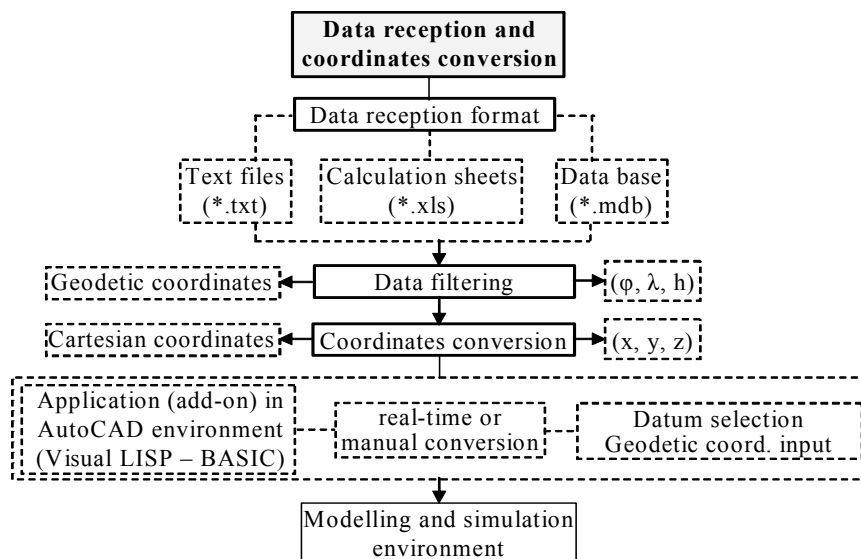 Data reception and
coordinates conversion
Data reception format
Text files
(*.txt)
Calculation sheets
(*.xls)
Data base
(*.mdb)
Geodetic coordinates
Data filtering
(φ, λ, h)
Cartesian coordinates
Coordinates conversion
(x, y, z)
Application (add-on) in
AutoCAD environment
(Visual LISP – BASIC)
real-time or
manual conversion
Datum selection
Geodetic coord. input
Modelling and simulation
environment